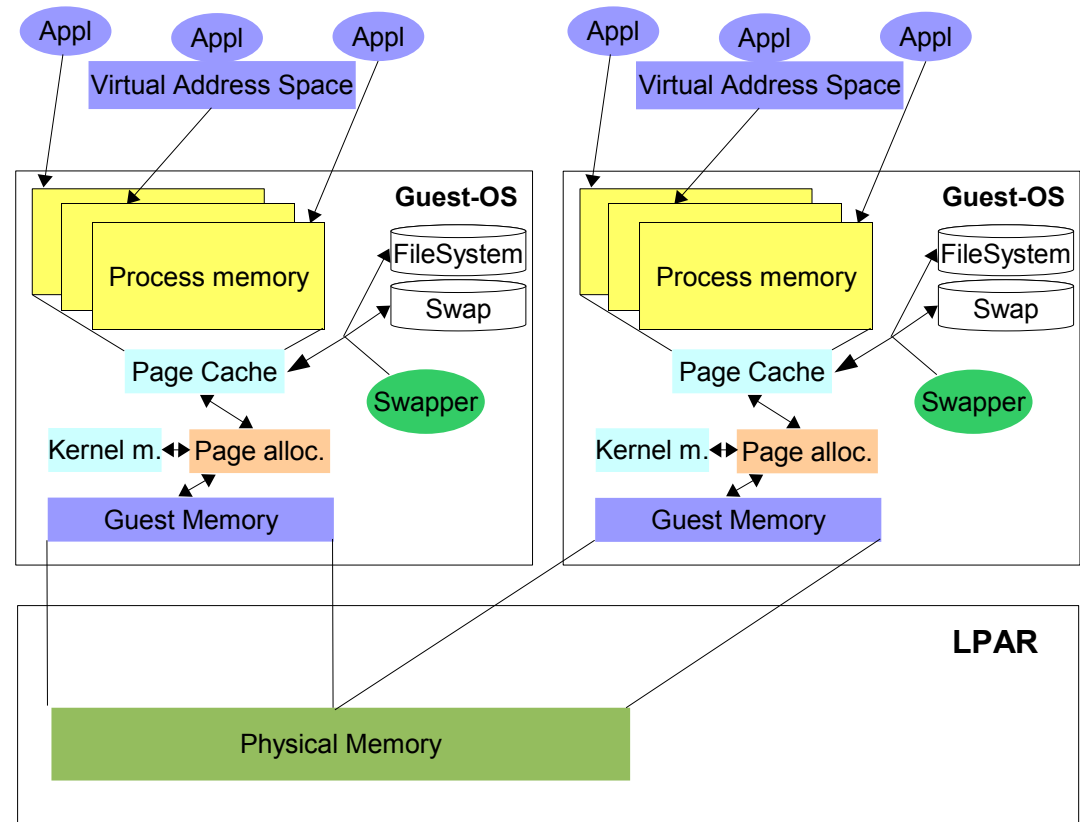 Appl
Appl
Appl
Virtual Address Space
Guest-OS
FileSystem
Process memory
Swap
Page Cache
Swapper
Kernel m.
Page alloc.
Guest Memory
Appl
Appl
Appl
Virtual Address Space
Guest-OS
FileSystem
Process memory
Swap
Page Cache
Swapper
Kernel m.
Page alloc.
Guest Memory
LPAR
Physical Memory